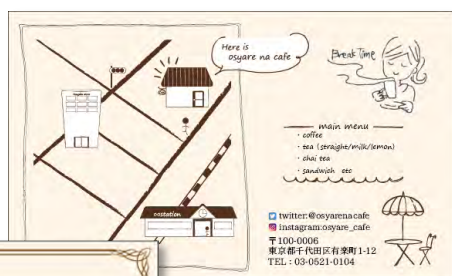 Here is
osyare na cafe
Break Time
main menu
・coffee
・tea (straight/milk/lemon)
・chai tea
・sandwich etc
oostation
twitter:@osyarenacafe
instagram:osyare_cafe
〒100-0006
東京都千代田区有楽町1-12
TEL：03-0521-0104